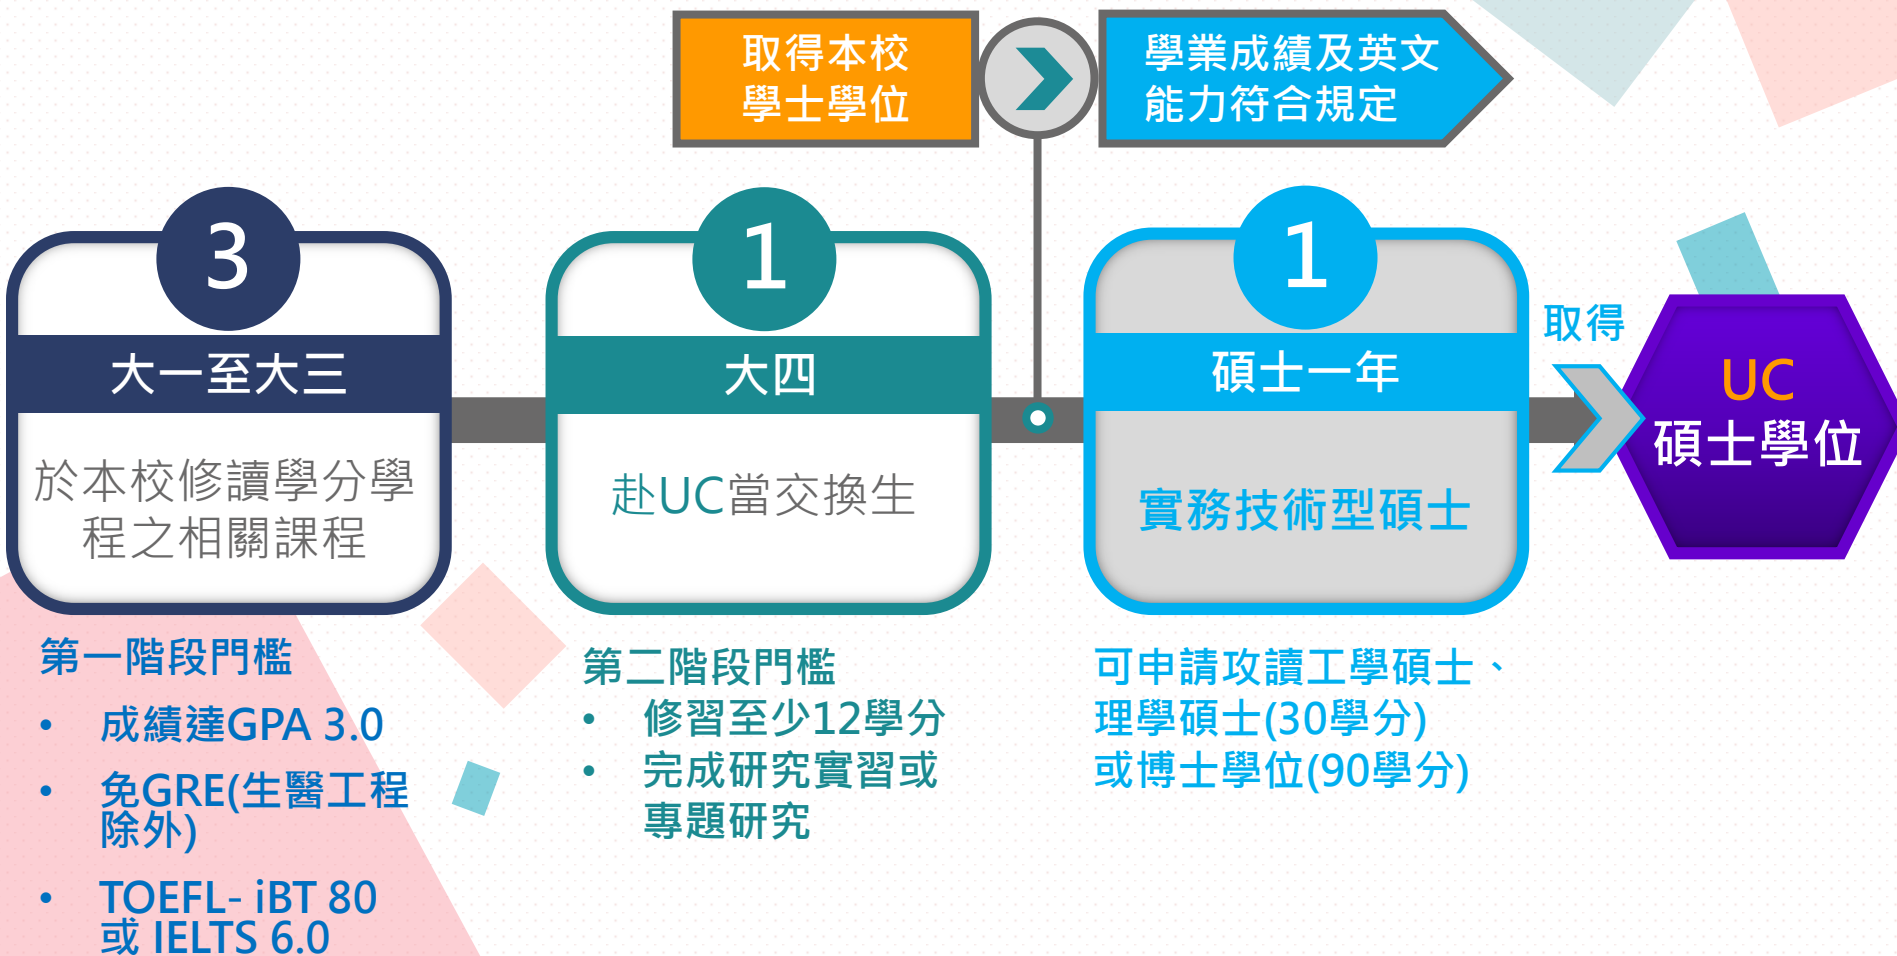 取得本校
學士學位
學業成績及英文
能力符合規定
3
大一至大三
於本校修讀學分學
程之相關課程
第一階段門檻
• 成績達GPA 3.0
• 免GRE(生醫工程
除外)
• TOEFL- iBT 80
或 IELTS 6.0
1
大四
赴UC當交換生
第二階段門檻
• 修習至少12學分
• 完成研究實習或
專題研究
1
碩士一年
實務技術型碩士
可申請攻讀工學碩士、
理學碩士(30學分)
或博士學位(90學分)
取得
UC
碩士學位